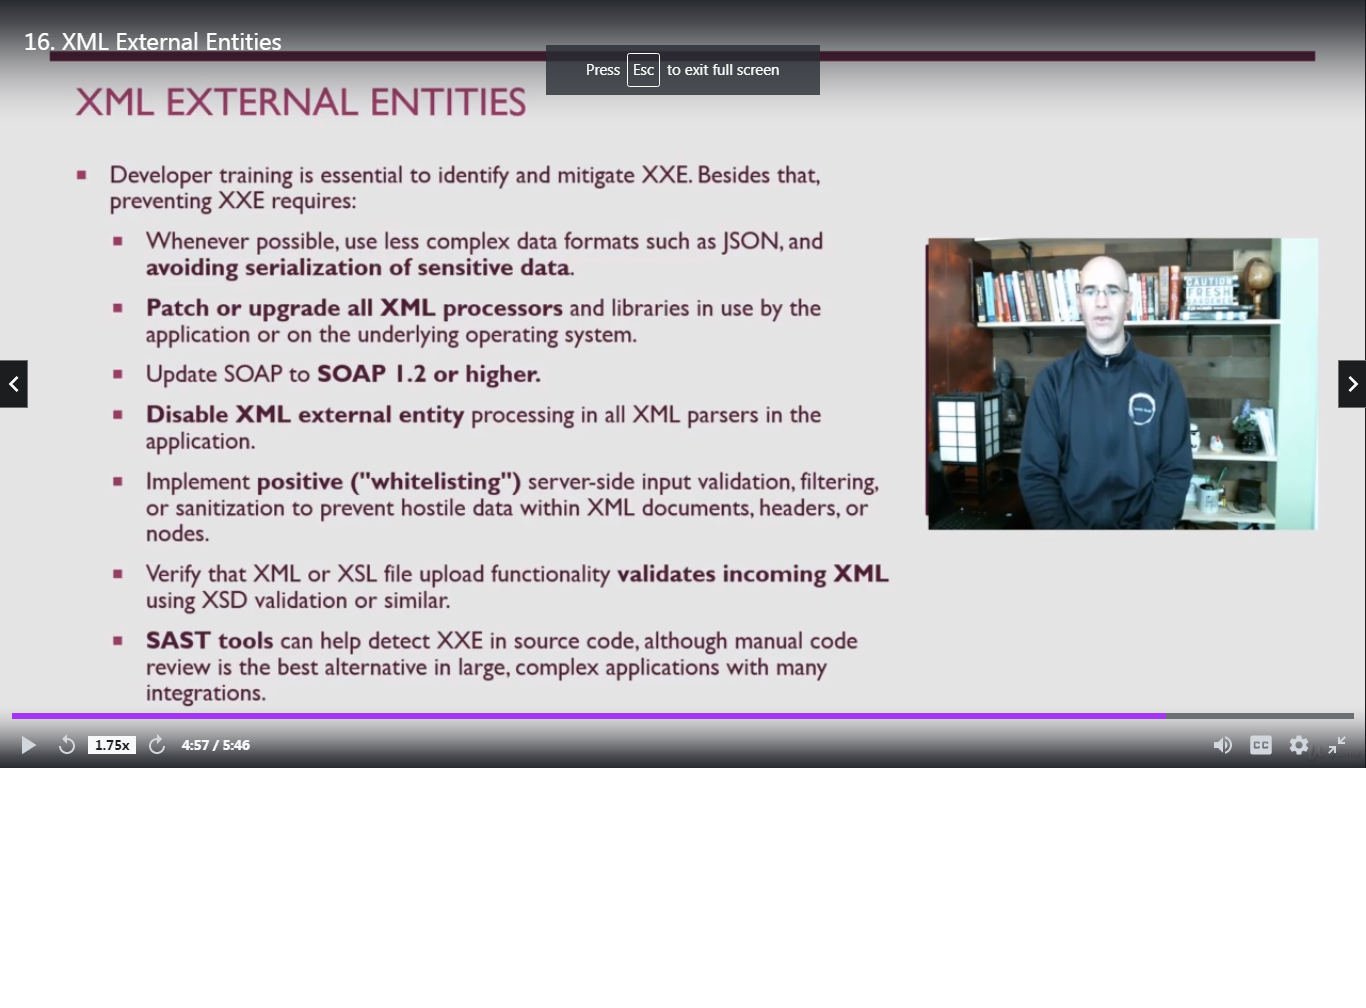 16. XML External Entities
Press Esc to exit full screen
XML EXTERNAL ENTITIES
Developer training is essential to identify and mitigate XXE. Besides that,
preventing XXE requires:
Whenever possible, use less complex data formats such as JSON, and
avoiding serialization of sensitive data.
Patch or upgrade all XML processors and libraries in use by the
application or on the underlying operating system.
Update SOAP to SOAP 1.2 or higher.
Disable XML external entity processing in all XML parsers in the
application.
Implement positive ("whitelisting") server-side input validation, filtering,
or sanitization to prevent hostile data within XML documents, headers, or
nodes.
Verify that XML or XSL file upload functionality validates incoming XML
using XSD validation or similar.
SAST tools can help detect XXE in source code, although manual code
review is the best alternative in large, complex applications with many
integrations.
CAUTION
FRESH
GARDENER
1.75x
4:57 / 5:46
CC